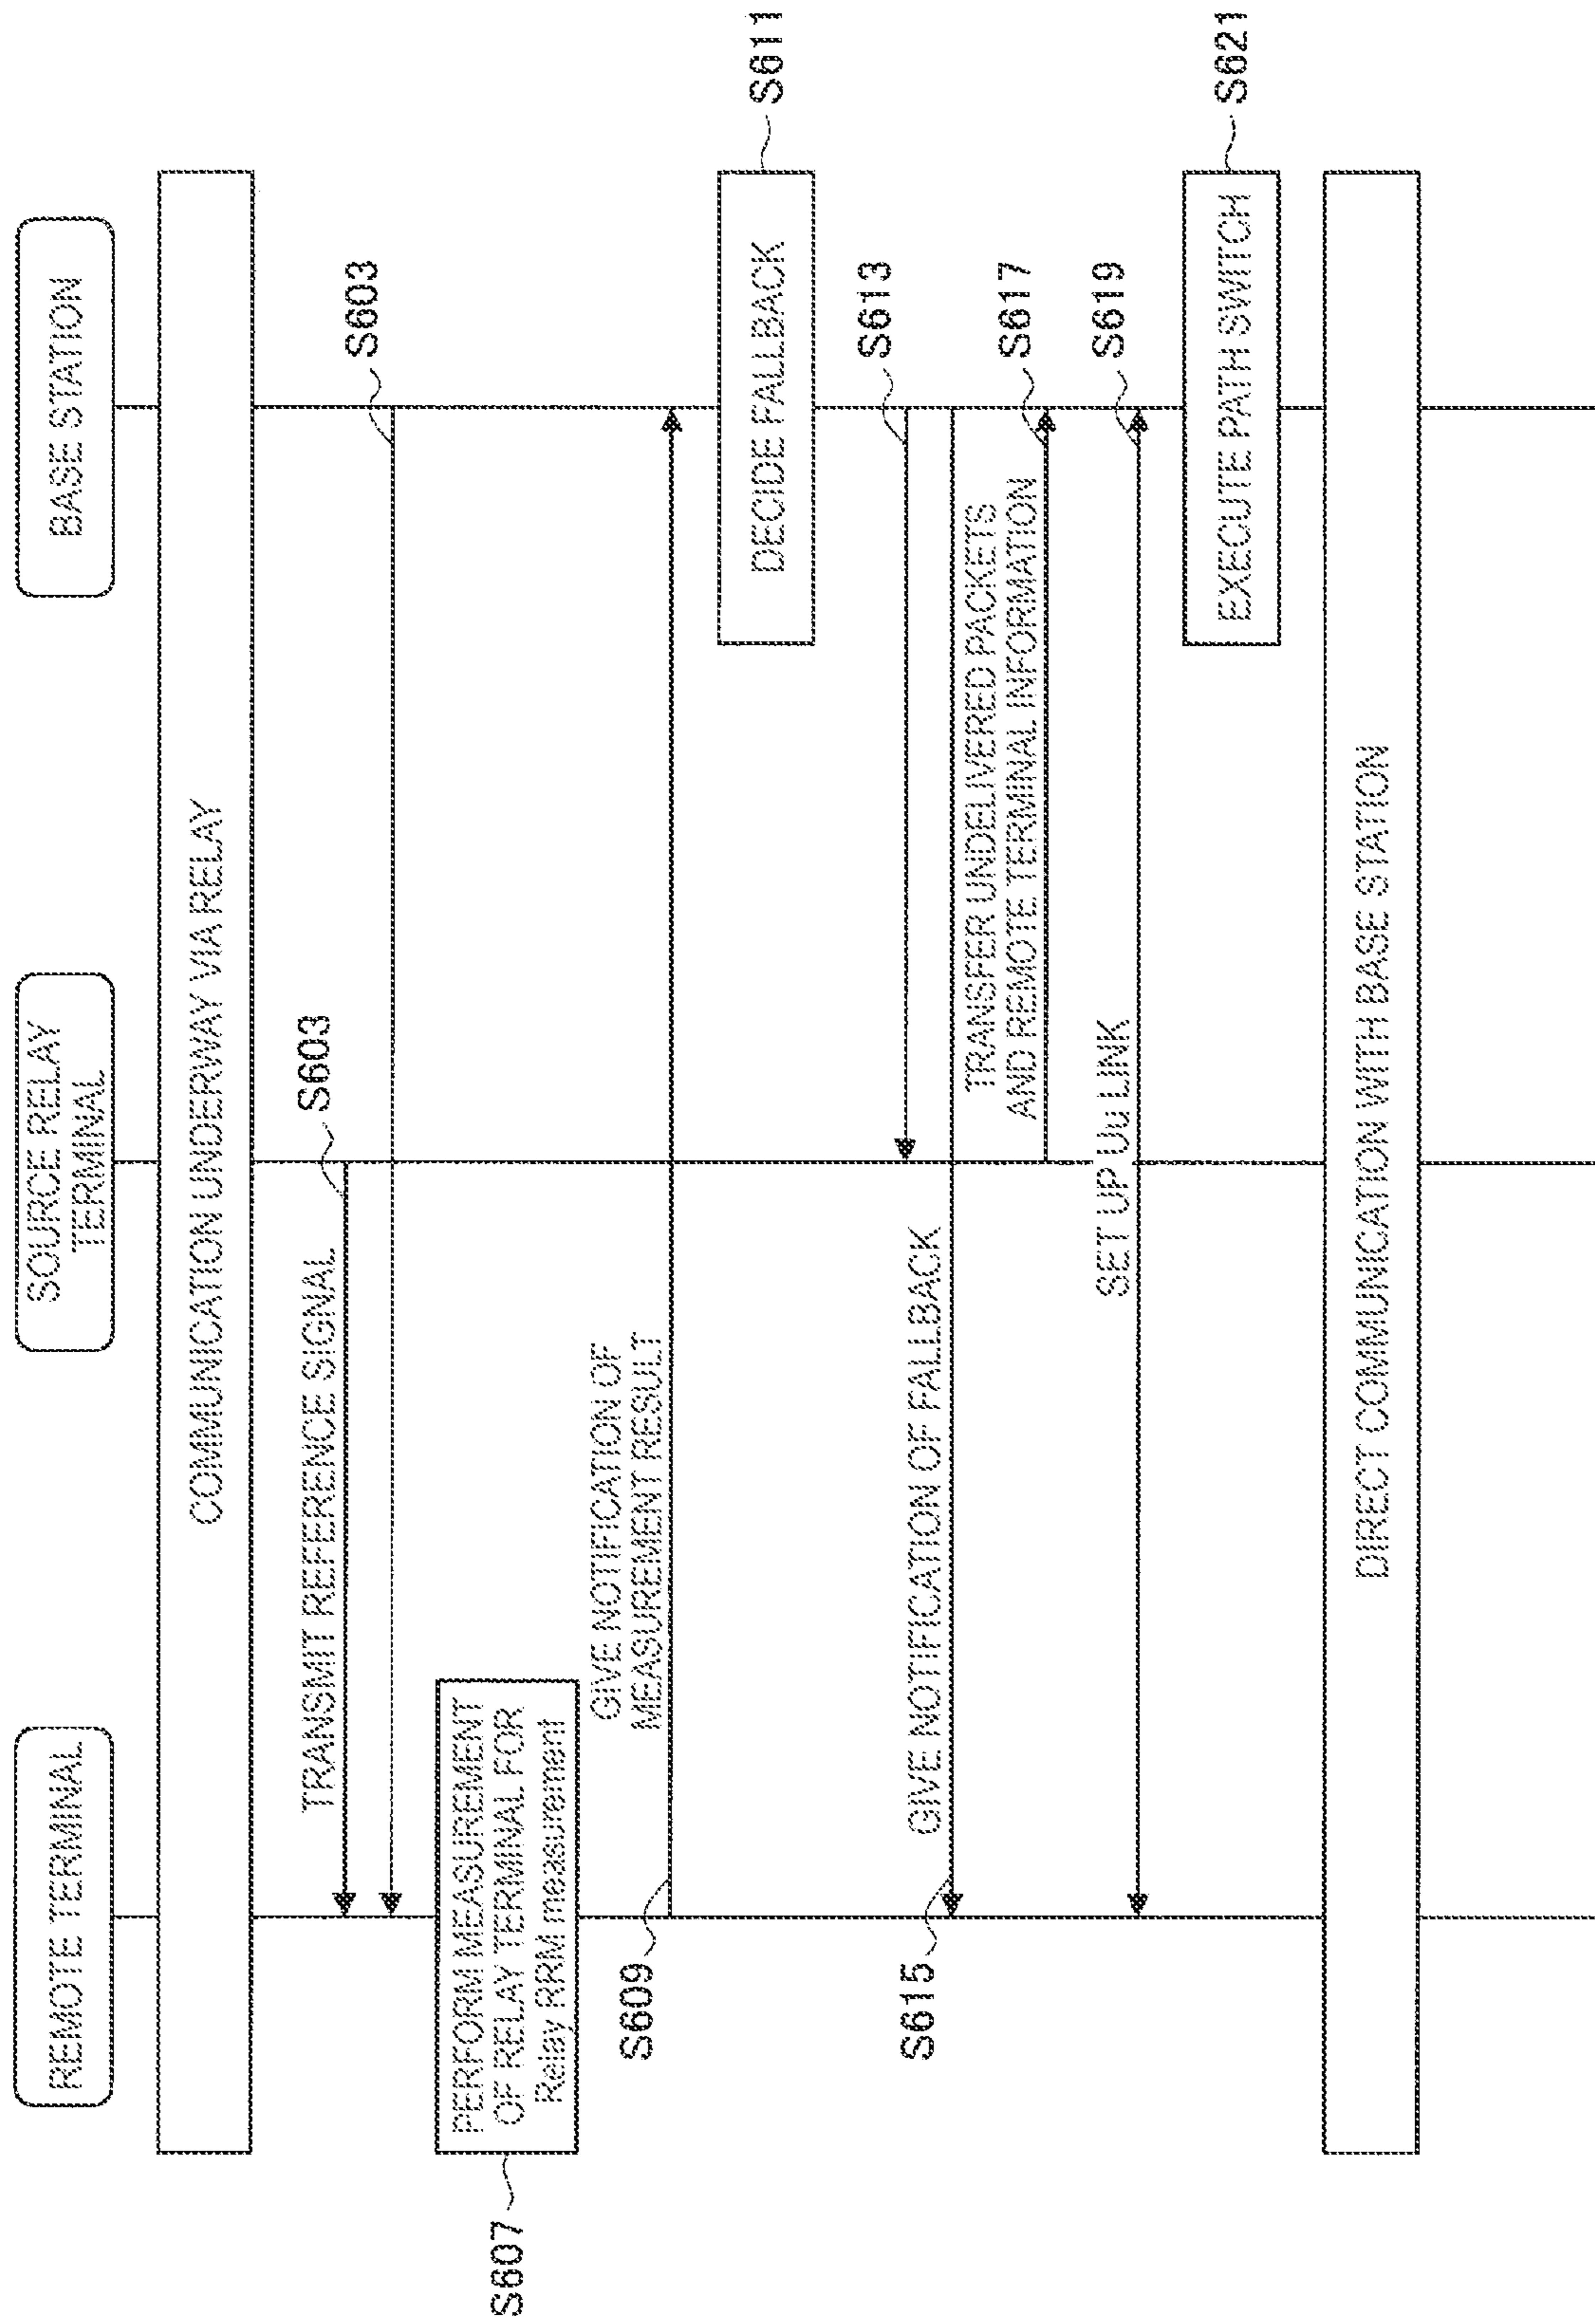 REMOTE TERMINAL
SOURCE RELAY
TERMINAL
BASE STATION
COMMUNICATION UNDERWAY VIA RELAY
TRANSMIT REFERENCE SIGNAL
S603
S603
S607
PERFORM MEASUREMENT
OF RELAY TERMINAL FOR
Relay RRM measurement
GIVE NOTIFICATION OF
MEASUREMENT RESULT
S609
DECIDE FALLBACK
S611
S613
GIVE NOTIFICATION OF FALLBACK
S615
TRANSFER UNDELIVERED PACKETS
AND REMOTE TERMINAL INFORMATION
S617
SET UP Uu LINK
S619
EXECUTE PATH SWITCH
S621
DIRECT COMMUNICATION WITH BASE STATION